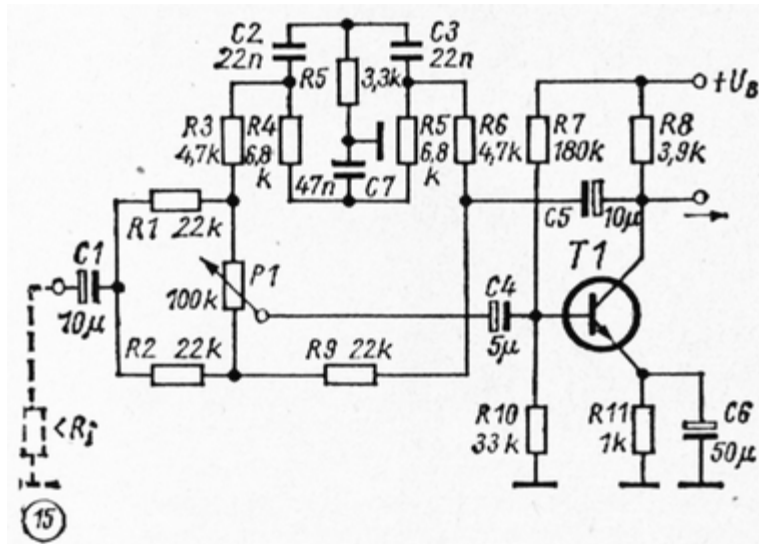 C2
22n
C3
22n
R5
3,3k
+U_B
R3
4,7k
R4
6,8
k
R5
6,8
k
R6
4,7k
R7
180k
R8
3,9k
47n
C7
R1 22k
C5
10μ
C1
10μ
P1
100k
C4
5μ
T1
R2 22k
R9 22k
<Ri
R10
33k
R11
1k
C6
50μ
15